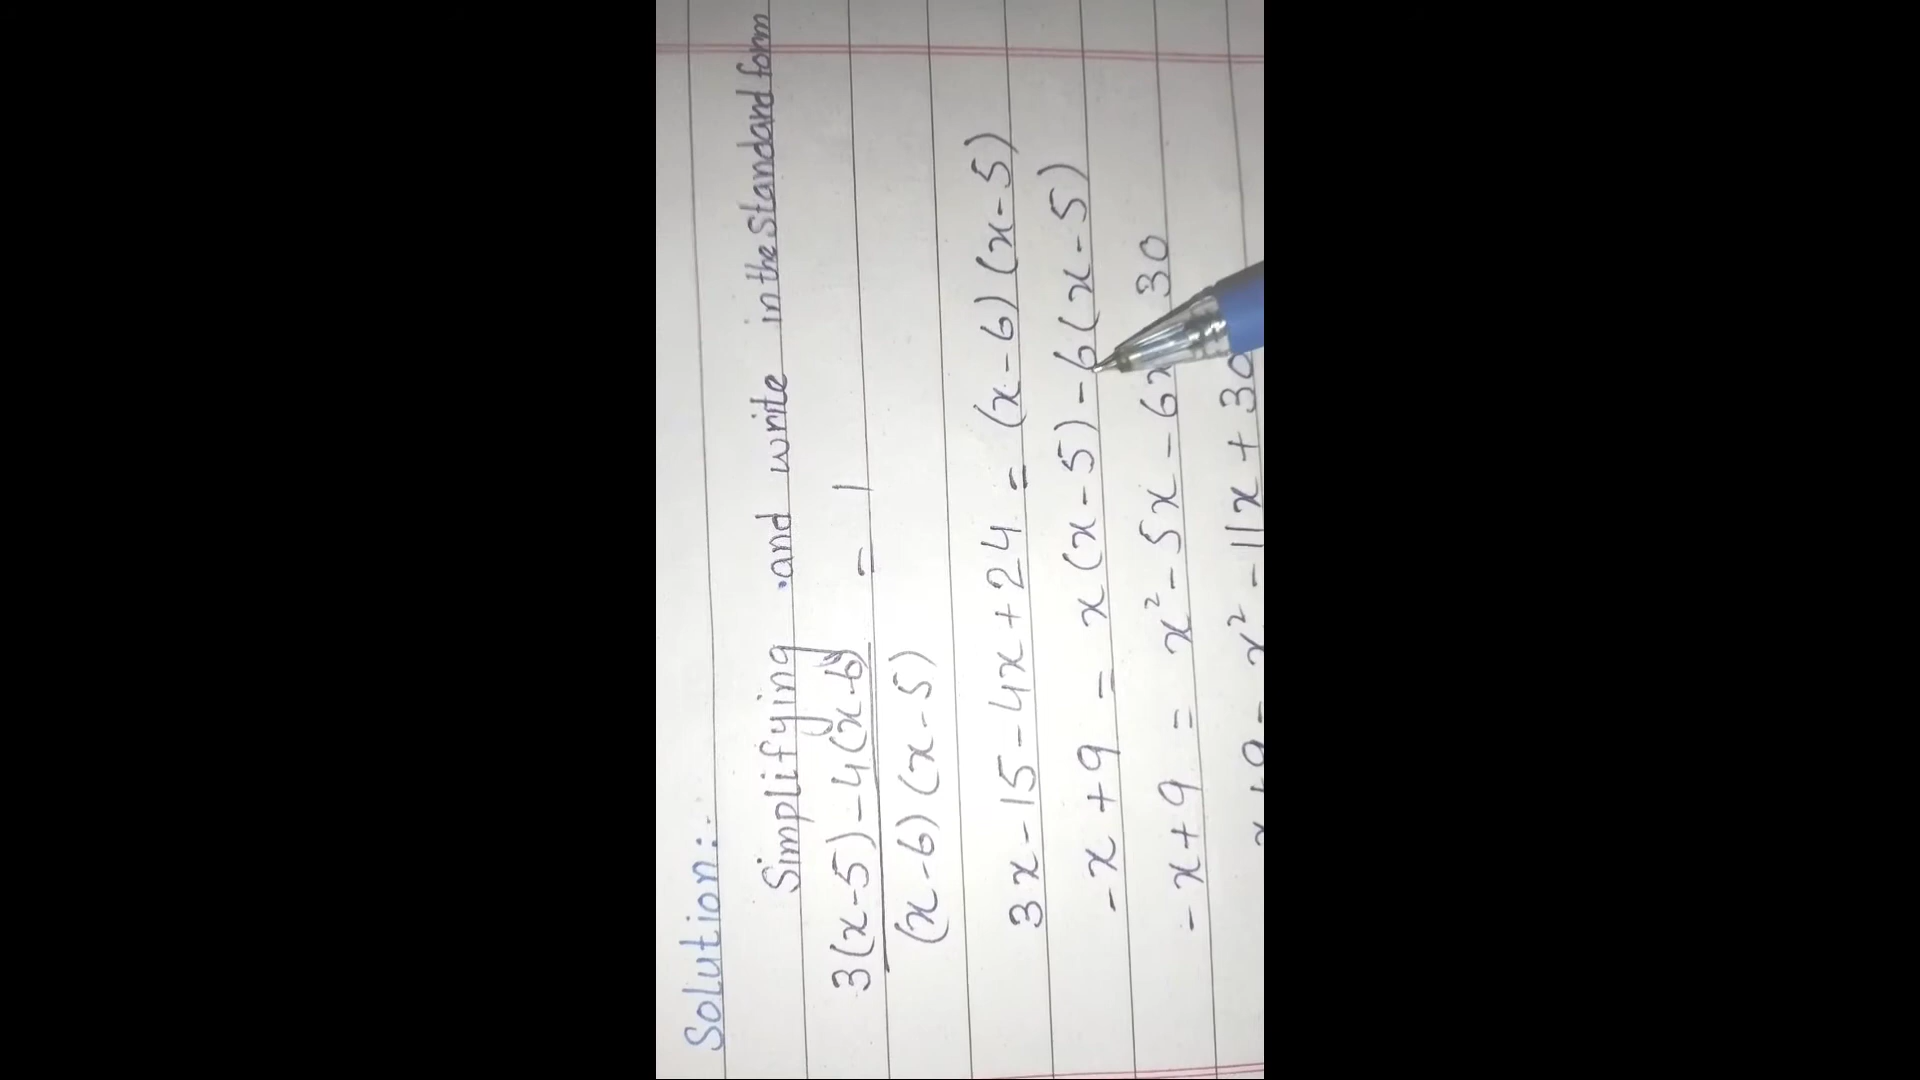 Solution:
Simplifying and write in the Standard form
3(x-5)-4(x-6) = 1
(x-6)(x-5)
3x-15-4x+24 = (x-6)(x-5)
-x+9 = x(x-5)-6(x-5)
-x+9 = x²-5x-6x 30
x+9 = x²-11x+30